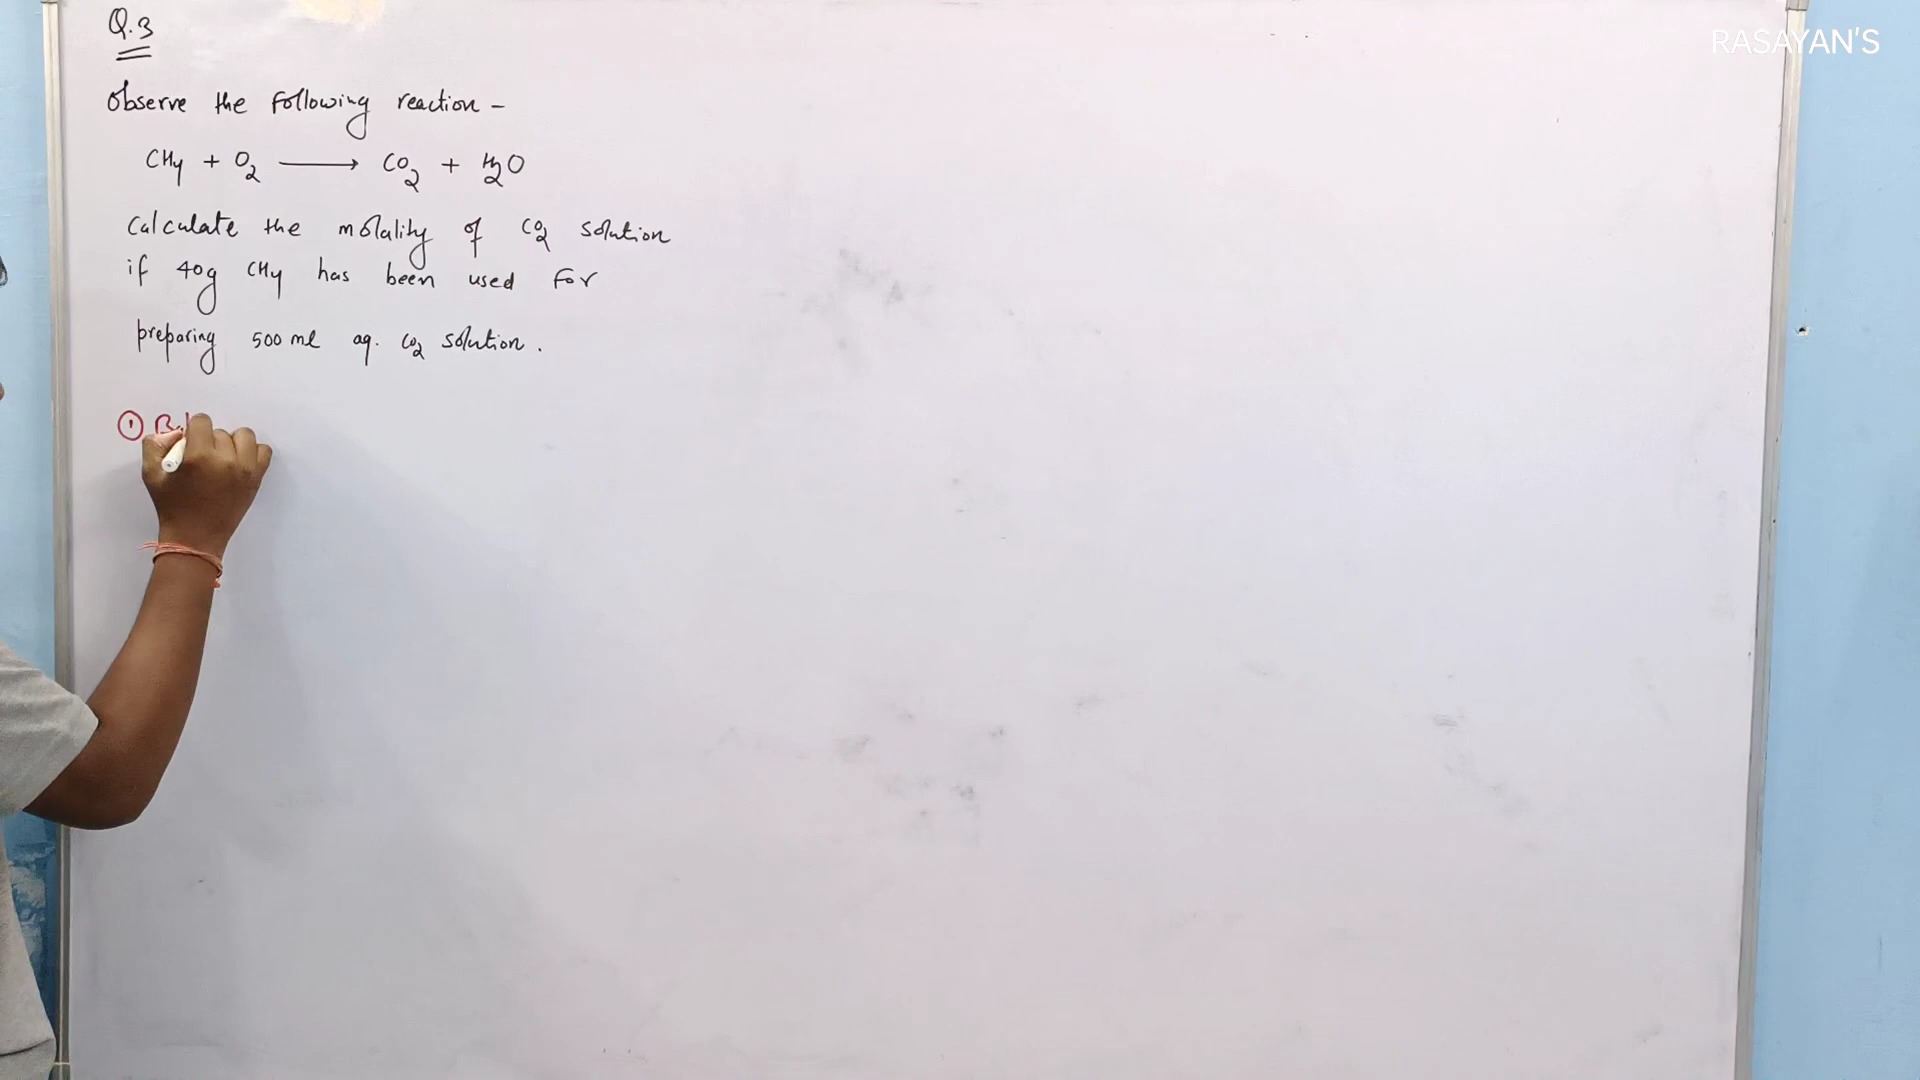 Q.3
RASAYAN'S
Observe the following reaction -
CH4 + O2 ⟶ CO2 + H2O
Calculate the molality of CO2 solution
if 40g CH4 has been used for
preparing 500 ml aq. CO2 solution.
①